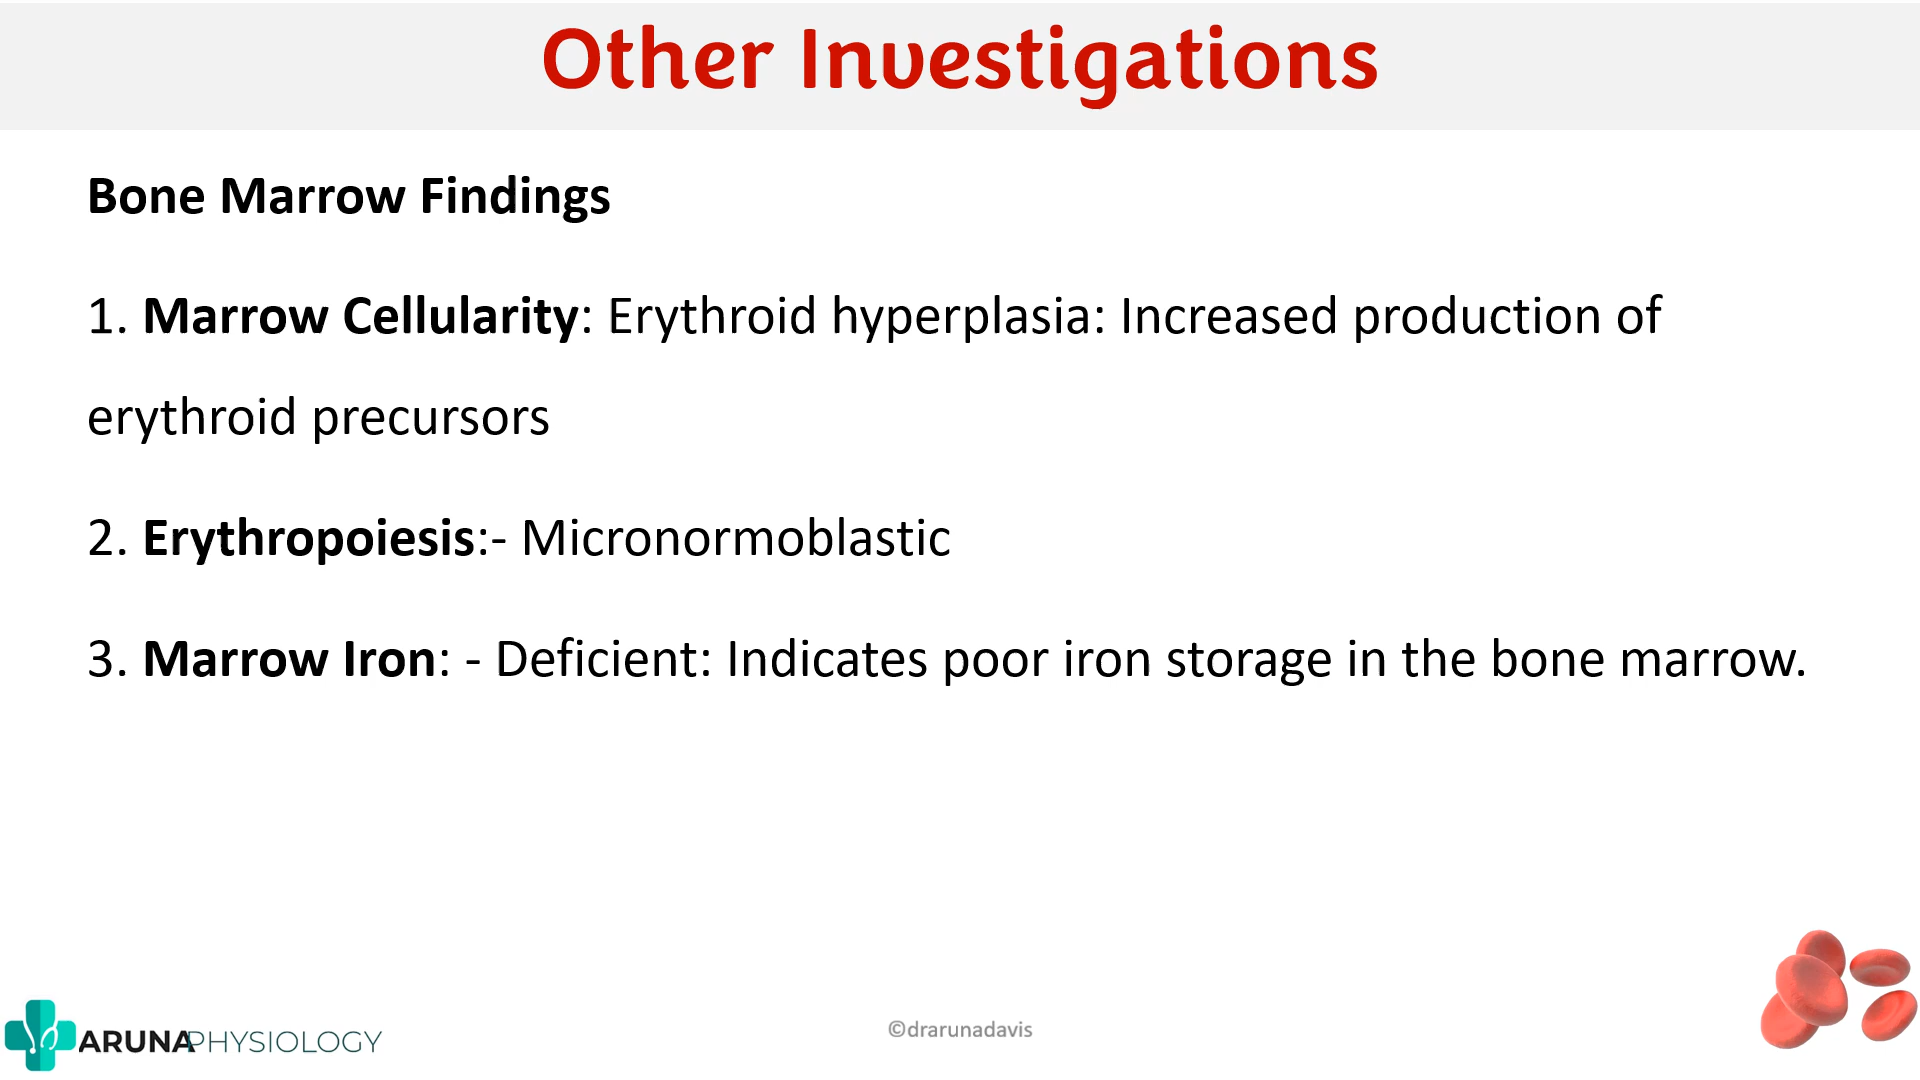 Other Investigations
Bone Marrow Findings
1. Marrow Cellularity: Erythroid hyperplasia: Increased production of
erythroid precursors
2. Erythropoiesis:- Micronormoblastic
3. Marrow Iron: - Deficient: Indicates poor iron storage in the bone marrow.
ARUNAPHYSIOLOGY
©drarunadavis